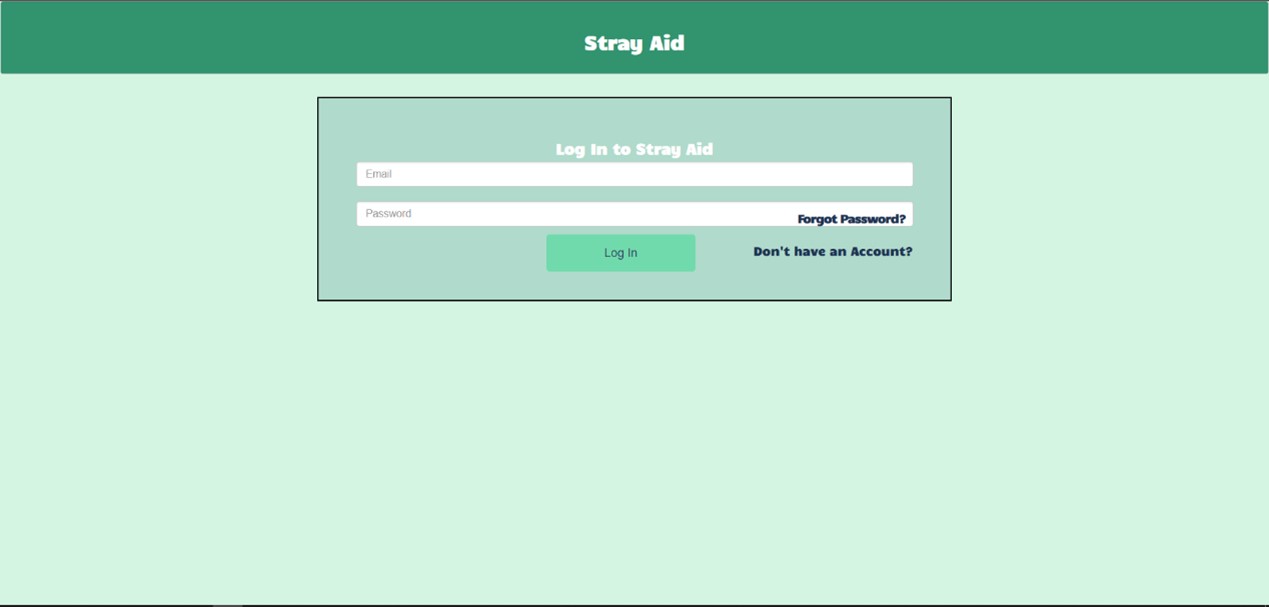 Stray Aid
Log In to Stray Aid
Email
Password
Forgot Password?
Log In
Don't have an Account?